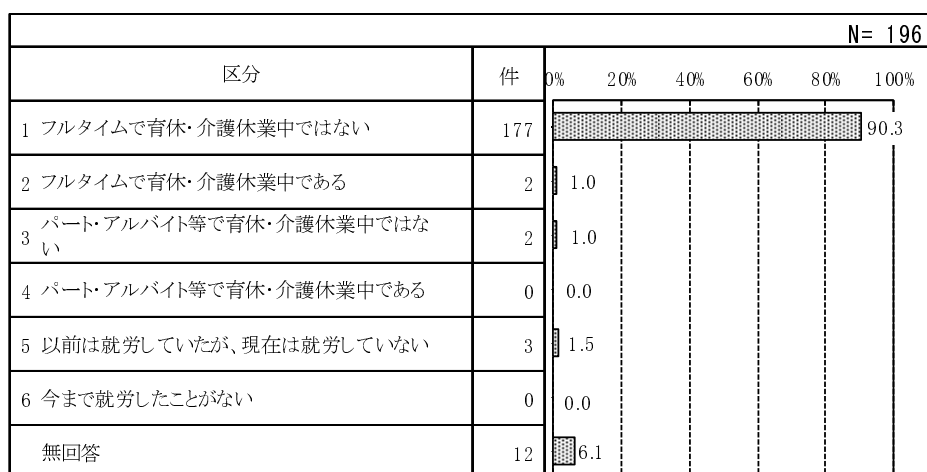 N= 196
区分 件 0% 20% 40% 60% 80% 100%
1 フルタイムで育休・介護休業中ではない 177 90.3
2 フルタイムで育休・介護休業中である 2 1.0
3 パート・アルバイト等で育休・介護休業中ではな
い 2 1.0
4 パート・アルバイト等で育休・介護休業中である 0 0.0
5 以前は就労していたが、現在は就労していない 3 1.5
6 今まで就労したことがない 0 0.0
無回答 12 6.1